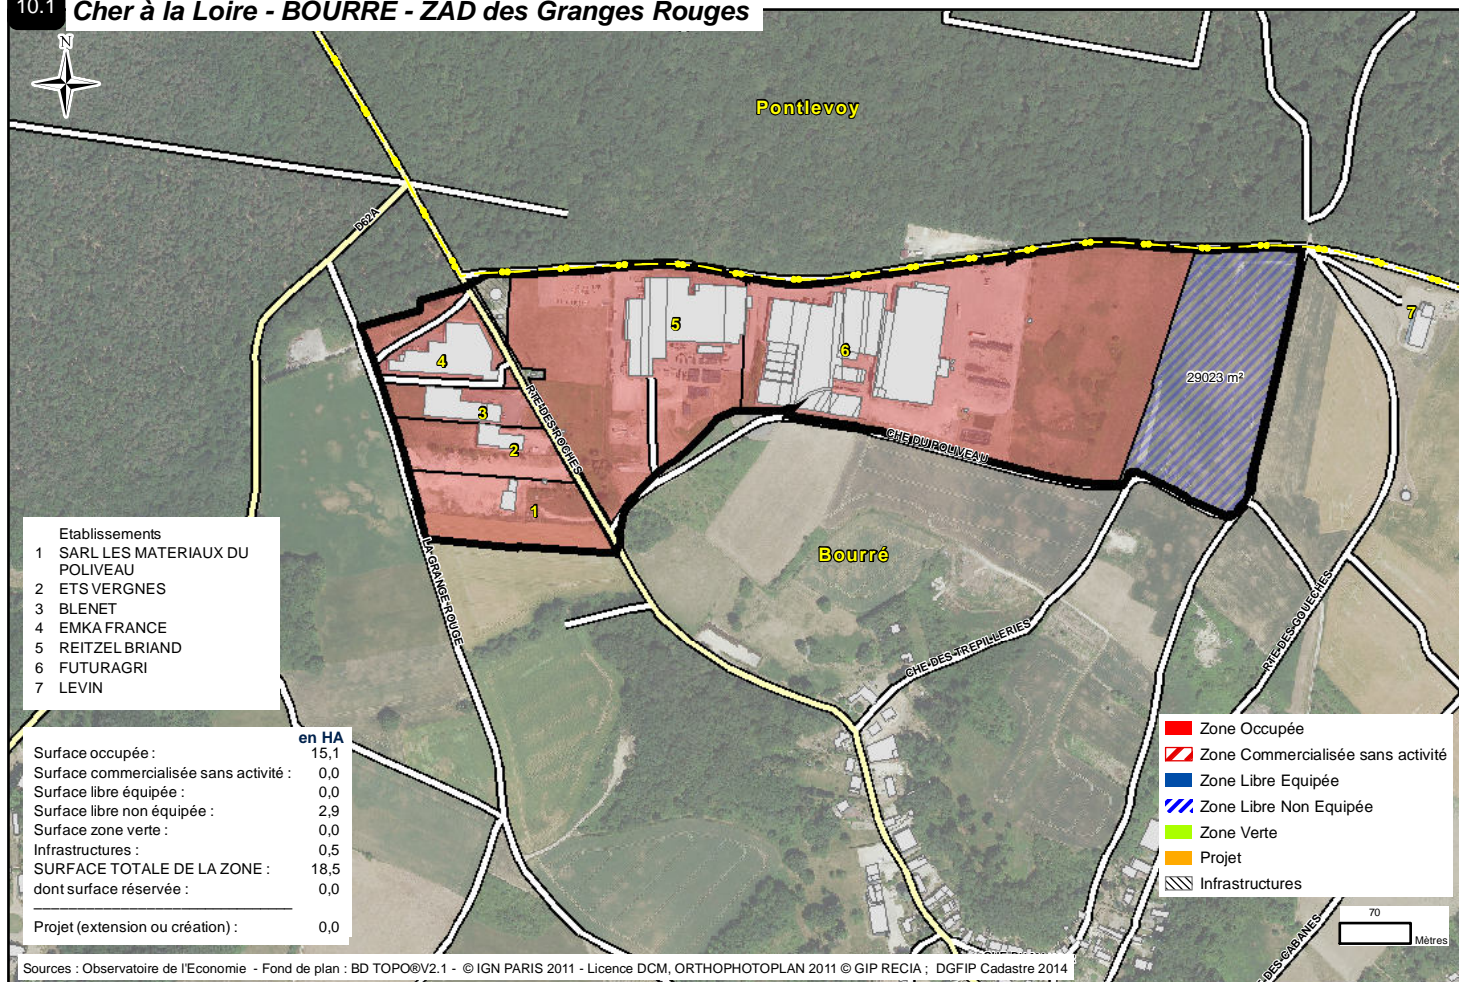 10.1 Cher à la Loire - BOURRE - ZAD des Granges Rouges
N
Pontlevoy
D62A
7
5
6
4
29023 m²
3
RTE DES ROCHES
2
CHE DU POLIVEAU
1
Bourré
LA GRANGE ROUGE
RTE DES GOUECHES
CHE DES TREPILLERIES
Etablissements
1 SARL LES MATERIAUX DU
POLIVEAU
2 ETS VERGNES
3 BLENET
4 EMKA FRANCE
5 REITZEL BRIAND
6 FUTURAGRI
7 LEVIN
en HA
Surface occupée : 15,1
Surface commercialisée sans activité : 0,0
Surface libre équipée : 0,0
Surface libre non équipée : 2,9
Surface zone verte : 0,0
Infrastructures : 0,5
SURFACE TOTALE DE LA ZONE : 18,5
dont surface réservée : 0,0
Projet (extension ou création) : 0,0
Zone Occupée
Zone Commercialisée sans activité
Zone Libre Equipée
Zone Libre Non Equipée
Zone Verte
Projet
Infrastructures
70
Mètres
DES CABANES
Sources : Observatoire de l'Economie - Fond de plan : BD TOPO®V2.1 - © IGN PARIS 2011 - Licence DCM, ORTHOPHOTOPLAN 2011 © GIP RECIA ; DGFIP Cadastre 2014